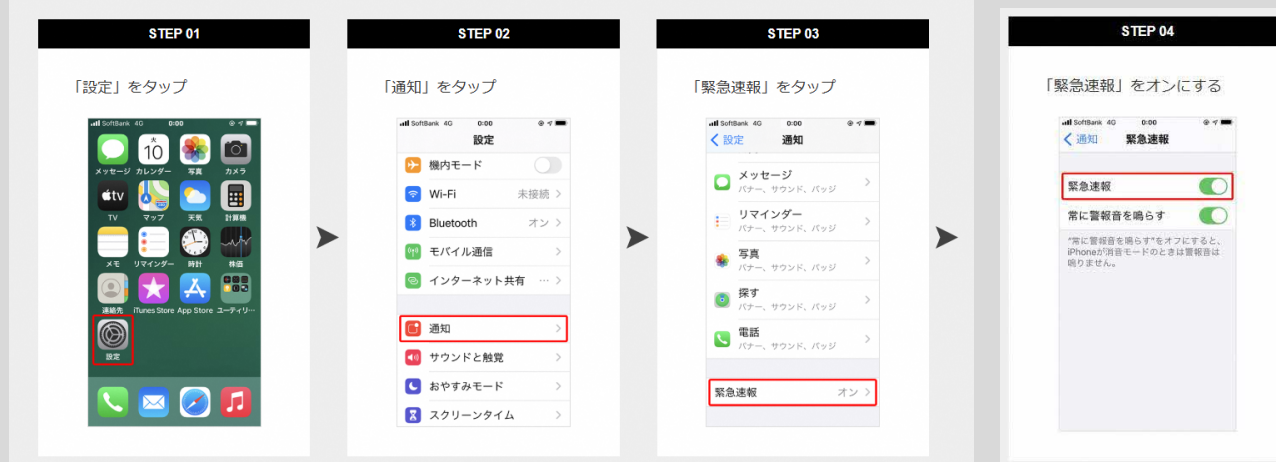 STEP 01
「設定」をタップ
SoftBank 4G 0:00
火
10
メッセージ カレンダー 写真 カメラ
tv
TV マップ 天気 計算機
メモ リマインダー 時計 株価
連絡先 iTunes Store App Store ユーティリ…
設定
STEP 02
「通知」をタップ
SoftBank 4G 0:00
設定
機内モード
Wi-Fi 未接続
Bluetooth オン
モバイル通信
インターネット共有 …
通知
サウンドと触覚
おやすみモード
スクリーンタイム
STEP 03
「緊急速報」をタップ
SoftBank 4G 0:00
設定 通知
メッセージ
バナー、サウンド、バッジ
リマインダー
バナー、サウンド、バッジ
写真
バナー、サウンド、バッジ
探す
バナー、サウンド、バッジ
電話
バナー、サウンド、バッジ
緊急速報 オン
STEP 04
「緊急速報」をオンにする
SoftBank 4G 0:00
通知 緊急速報
緊急速報
常に警報音を鳴らす
"常に警報音を鳴らす"をオフにすると、
iPhoneが消音モードのときは警報音は
鳴りません。